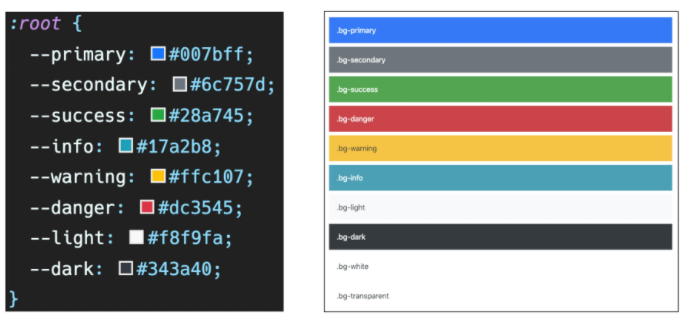 :root {
--primary: #007bff;
--secondary: #6c757d;
--success: #28a745;
--info: #17a2b8;
--warning: #ffc107;
--danger: #dc3545;
--light: #f8f9fa;
--dark: #343a40;
}
.bg-primary
.bg-secondary
.bg-success
.bg-danger
.bg-warning
.bg-info
.bg-light
.bg-dark
.bg-white
.bg-transparent